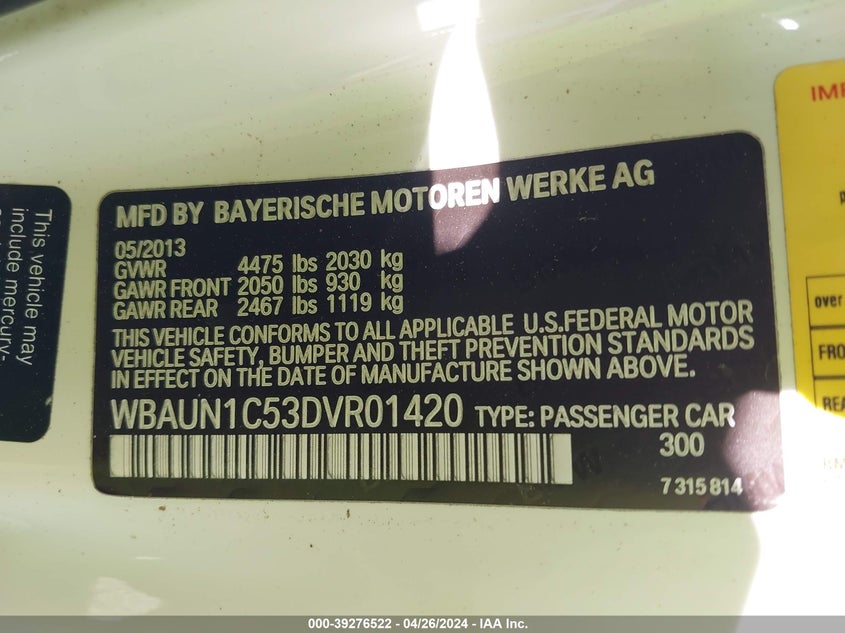 MFD BY BAYERISCHE MOTOREN WERKE AG
05/2013
GVWR 4475 lbs 2030 kg
GAWR FRONT 2050 lbs 930 kg
GAWR REAR 2467 lbs 1119 kg
THIS VEHICLE CONFORMS TO ALL APPLICABLE U.S.FEDERAL MOTOR
VEHICLE SAFETY, BUMPER AND THEFT PREVENTION STANDARDS
IN EFFECT ON THE DATE OF MANUFACTURE SHOWN ABOVE.
WBAUN1C53DVR01420 TYPE: PASSENGER CAR
300
7 315 814
This vehicle may
include mercury-
over
000-39276522 - 04/26/2024 - IAA Inc.